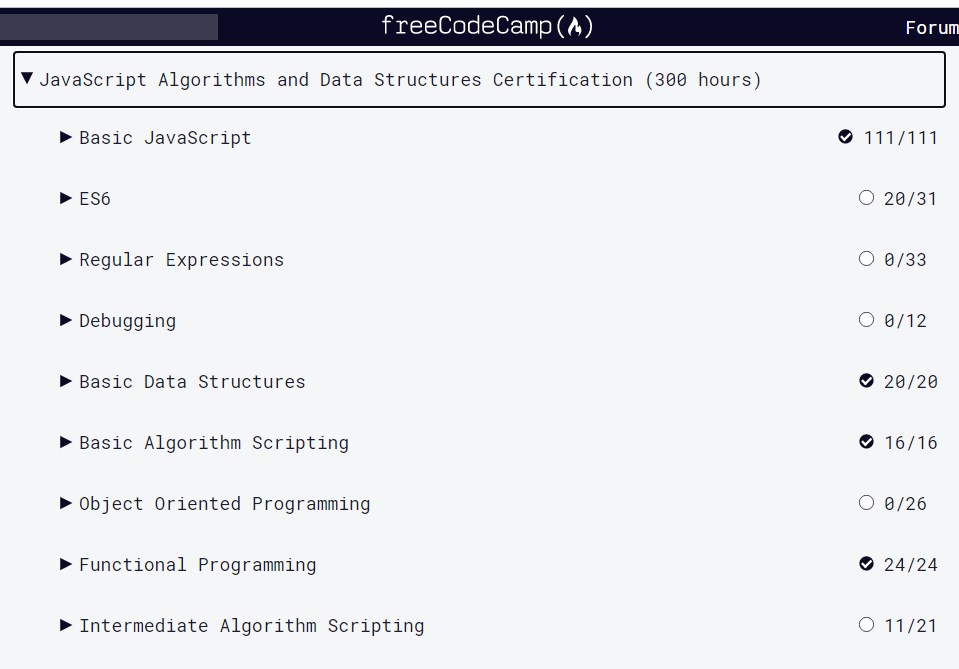 freeCodeCamp(🔥)
Forum
JavaScript Algorithms and Data Structures Certification (300 hours)
Basic JavaScript 111/111
ES6 20/31
Regular Expressions 0/33
Debugging 0/12
Basic Data Structures 20/20
Basic Algorithm Scripting 16/16
Object Oriented Programming 0/26
Functional Programming 24/24
Intermediate Algorithm Scripting 11/21